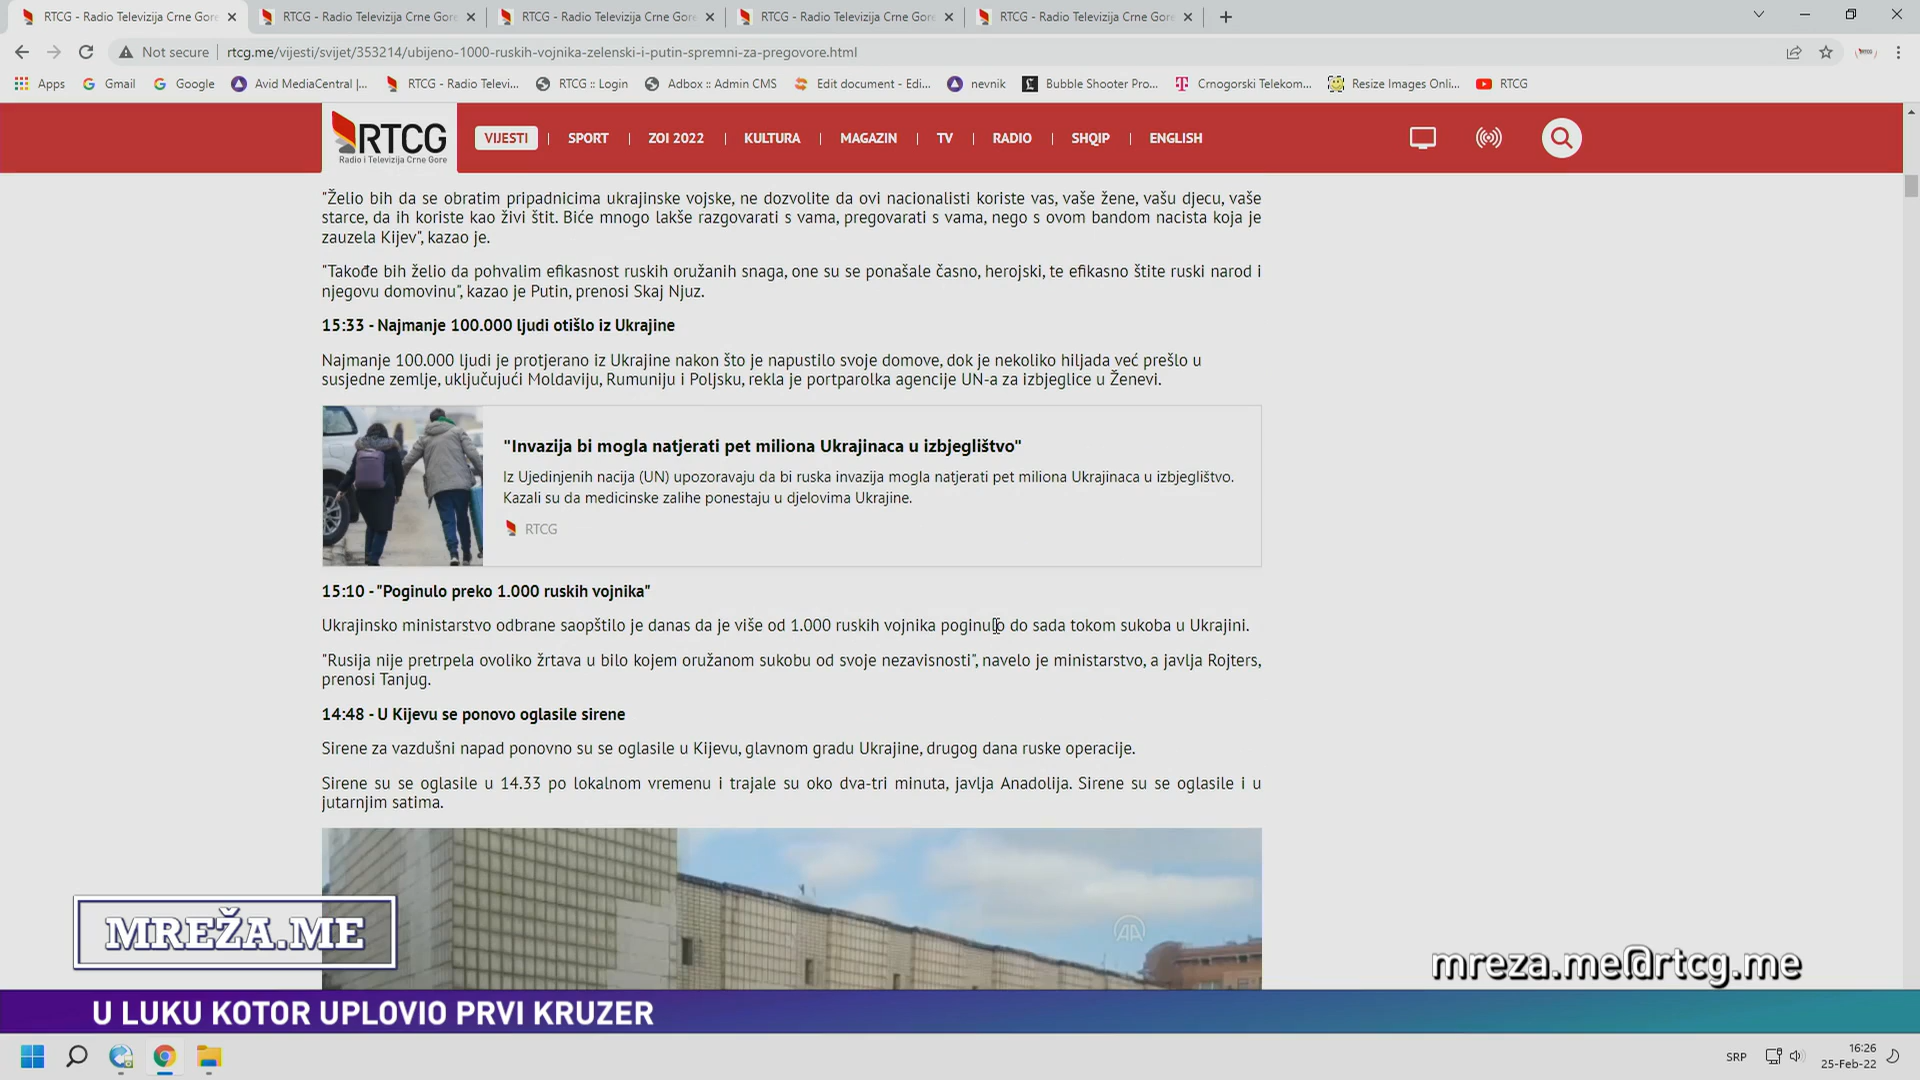 RTCG - Radio Televizija Crne Gore
RTCG - Radio Televizija Crne Gore
RTCG - Radio Televizija Crne Gore
RTCG - Radio Televizija Crne Gore
RTCG - Radio Televizija Crne Gore
Not secure
rtcg.me/vijesti/svijet/353214/ubijeno-1000-ruskih-vojnika-zelenski-i-putin-spremni-za-pregovore.html
Apps
Gmail
Google
Avid MediaCentral |...
RTCG - Radio Televi...
RTCG :: Login
Adbox :: Admin CMS
Edit document - Edi...
nevnik
Bubble Shooter Pro...
Crnogorski Telekom...
Resize Images Onli...
RTCG
RTCG
Radio i Televizija Crne Gore
VIJESTI
SPORT
ZOI 2022
KULTURA
MAGAZIN
TV
RADIO
SHQIP
ENGLISH
"Želio bih da se obratim pripadnicima ukrajinske vojske, ne dozvolite da ovi nacionalisti koriste vas, vaše žene, vašu djecu, vaše
starce, da ih koriste kao živi štit. Biće mnogo lakše razgovarati s vama, pregovarati s vama, nego s ovom bandom nacista koja je
zauzela Kijev", kazao je.
"Takođe bih želio da pohvalim efikasnost ruskih oružanih snaga, one su se ponašale časno, herojski, te efikasno štite ruski narod i
njegovu domovinu", kazao je Putin, prenosi Skaj Njuz.
15:33 - Najmanje 100.000 ljudi otišlo iz Ukrajine
Najmanje 100.000 ljudi je protjerano iz Ukrajine nakon što je napustilo svoje domove, dok je nekoliko hiljada već prešlo u
susjedne zemlje, uključujući Moldaviju, Rumuniju i Poljsku, rekla je portparolka agencije UN-a za izbjeglice u Ženevi.
"Invazija bi mogla natjerati pet miliona Ukrajinaca u izbjeglištvo"
Iz Ujedinjenih nacija (UN) upozoravaju da bi ruska invazija mogla natjerati pet miliona Ukrajinaca u izbjeglištvo.
Kazali su da medicinske zalihe ponestaju u djelovima Ukrajine.
RTCG
15:10 - "Poginulo preko 1.000 ruskih vojnika"
Ukrajinsko ministarstvo odbrane saopštilo je danas da je više od 1.000 ruskih vojnika poginulo do sada tokom sukoba u Ukrajini.
"Rusija nije pretrpela ovoliko žrtava u bilo kojem oružanom sukobu od svoje nezavisnosti", navelo je ministarstvo, a javlja Rojters,
prenosi Tanjug.
14:48 - U Kijevu se ponovo oglasile sirene
Sirene za vazdušni napad ponovno su se oglasile u Kijevu, glavnom gradu Ukrajine, drugog dana ruske operacije.
Sirene su se oglasile u 14.33 po lokalnom vremenu i trajale su oko dva-tri minuta, javlja Anadolija. Sirene su se oglasile i u
jutarnjim satima.
AA
MREŽA.ME
mreza.me@rtcg.me
U LUKU KOTOR UPLOVIO PRVI KRUZER
SRP
16:26
25-Feb-22